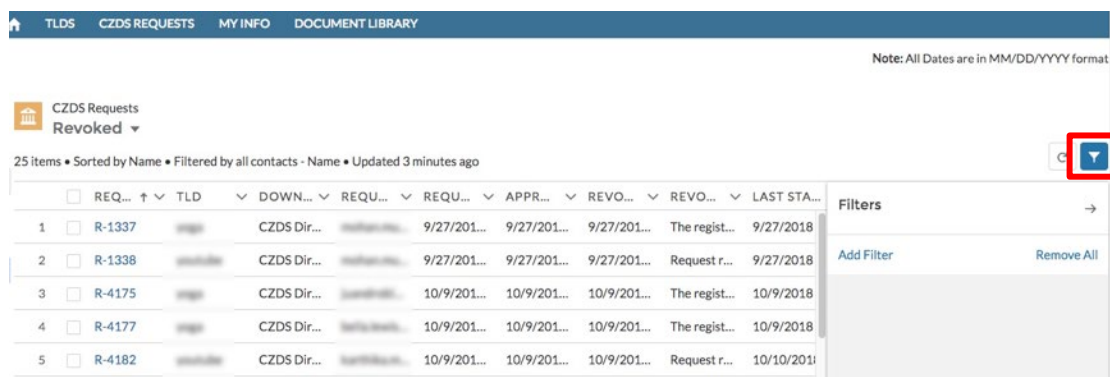 TLDS CZDS REQUESTS MY INFO DOCUMENT LIBRARY
Note: All Dates are in MM/DD/YYYY format
CZDS Requests
Revoked
25 items • Sorted by Name • Filtered by all contacts - Name • Updated 3 minutes ago
REQ... TLD DOWN... REQU... REQU... APPR... REVO... REVO... LAST STA...
Filters
1 R-1337 CZDS Dir... 9/27/201... 9/27/201... 9/27/201... The regist... 9/27/2018
2 R-1338 CZDS Dir... 9/27/201... 9/27/201... 9/27/201... Request r... 9/27/2018
Add Filter Remove All
3 R-4175 CZDS Dir... 10/9/201... 10/9/201... 10/9/201... The regist... 10/9/2018
4 R-4177 CZDS Dir... 10/9/201... 10/9/201... 10/9/201... The regist... 10/9/2018
5 R-4182 CZDS Dir... 10/9/201... 10/9/201... 10/9/201... Request r... 10/10/201